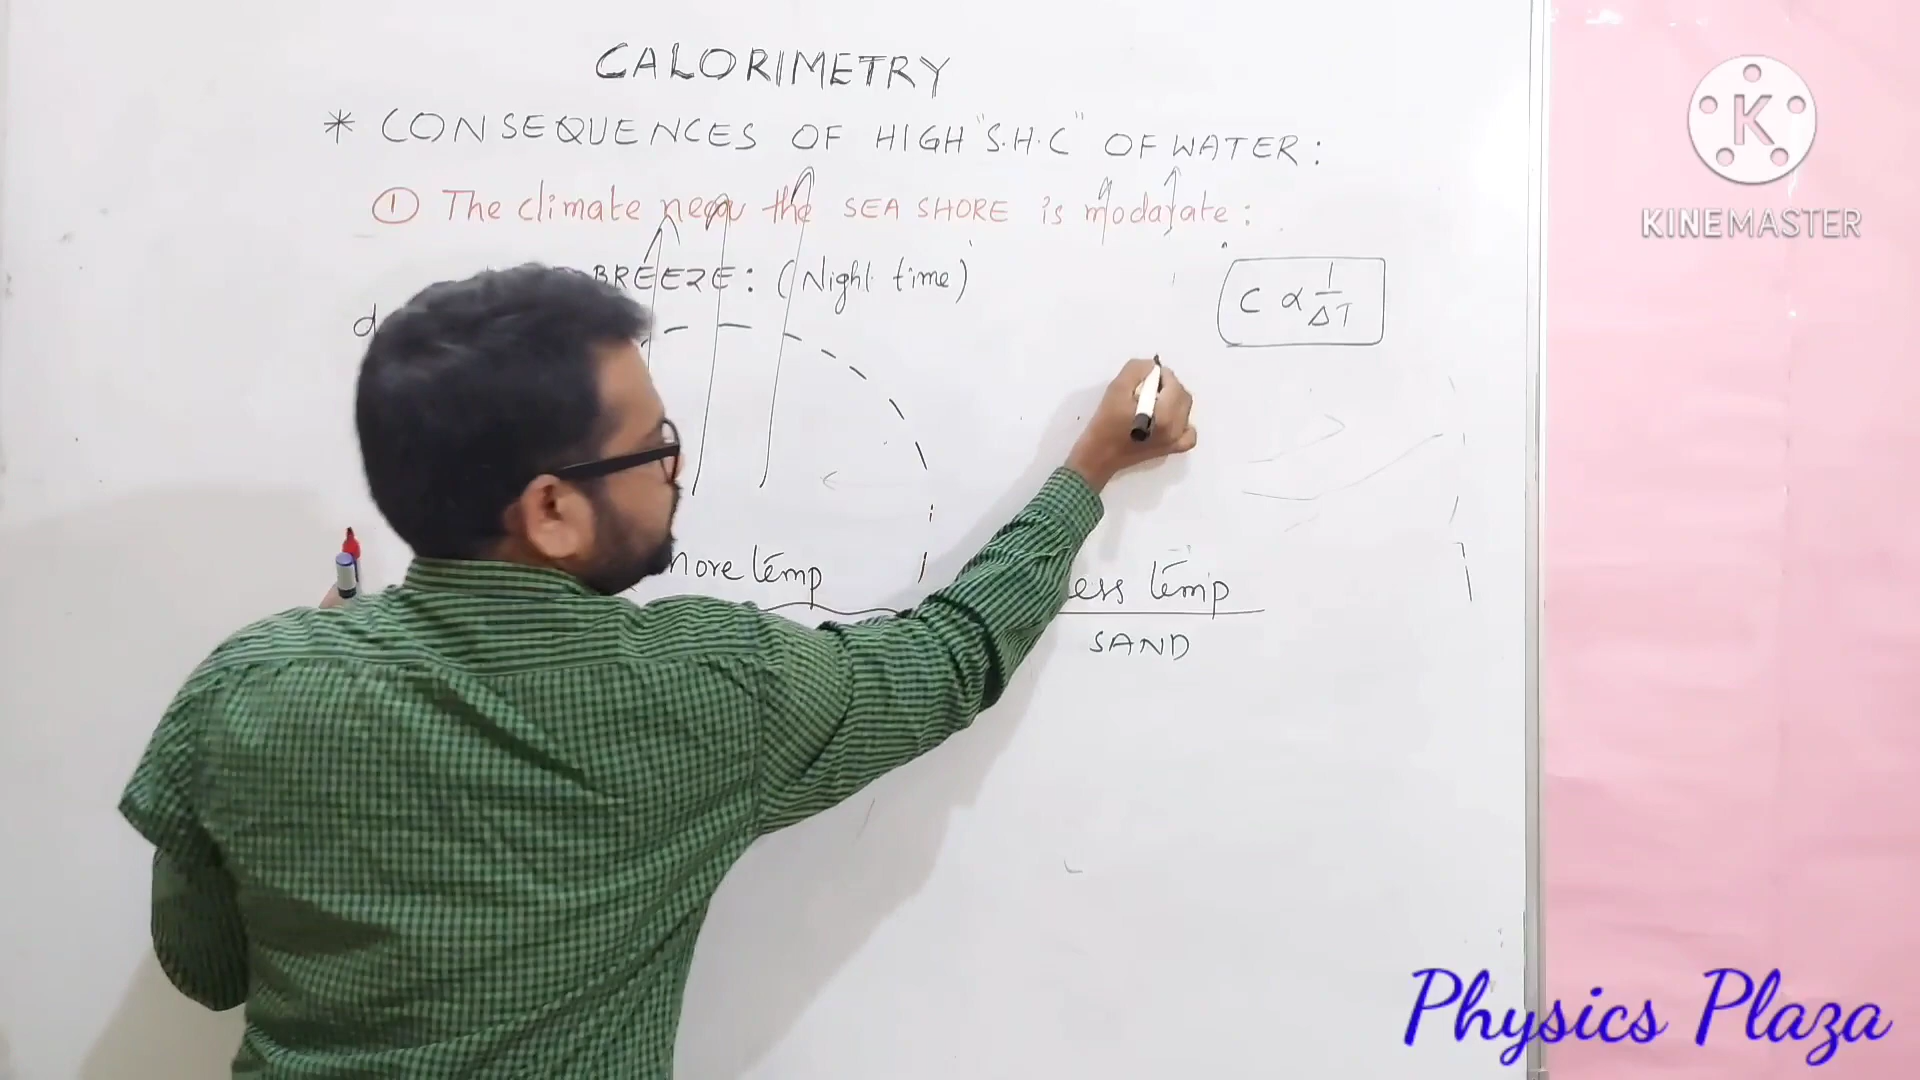 CALORIMETRY
* CONSEQUENCES OF HIGH "S.H.C" OF WATER:
① The climate near the SEA SHORE is modarate:
BREEZE: (Night time)
C ∝ 1/ΔT
more temp
temp
SAND
K
KINEMASTER
Physics Plaza